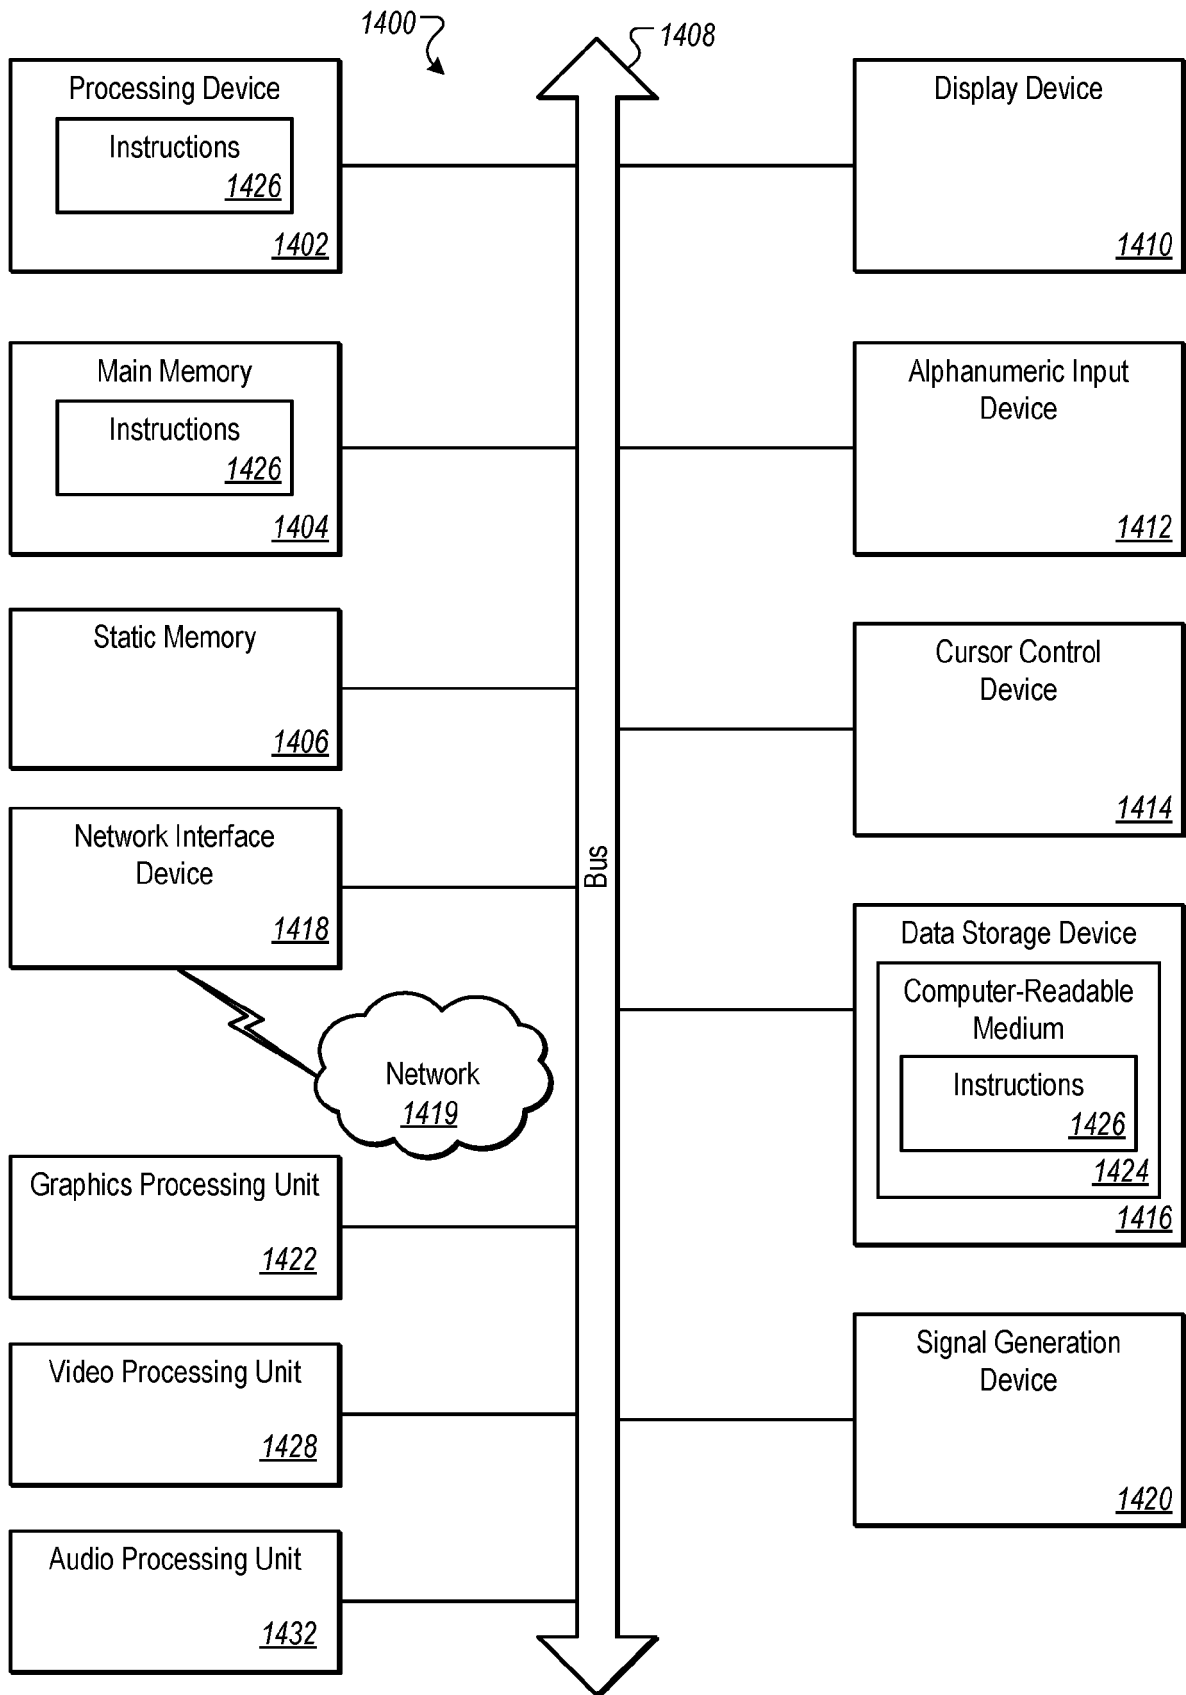 1400
1408
Processing Device
Instructions
1426
1402
Display Device
1410
Main Memory
Instructions
1426
1404
Alphanumeric Input
Device
1412
Static Memory
1406
Cursor Control
Device
1414
Network Interface
Device
1418
Bus
Data Storage Device
Computer-Readable
Medium
Instructions
1426
1424
1416
Network
1419
Graphics Processing Unit
1422
Signal Generation
Device
1420
Video Processing Unit
1428
Audio Processing Unit
1432